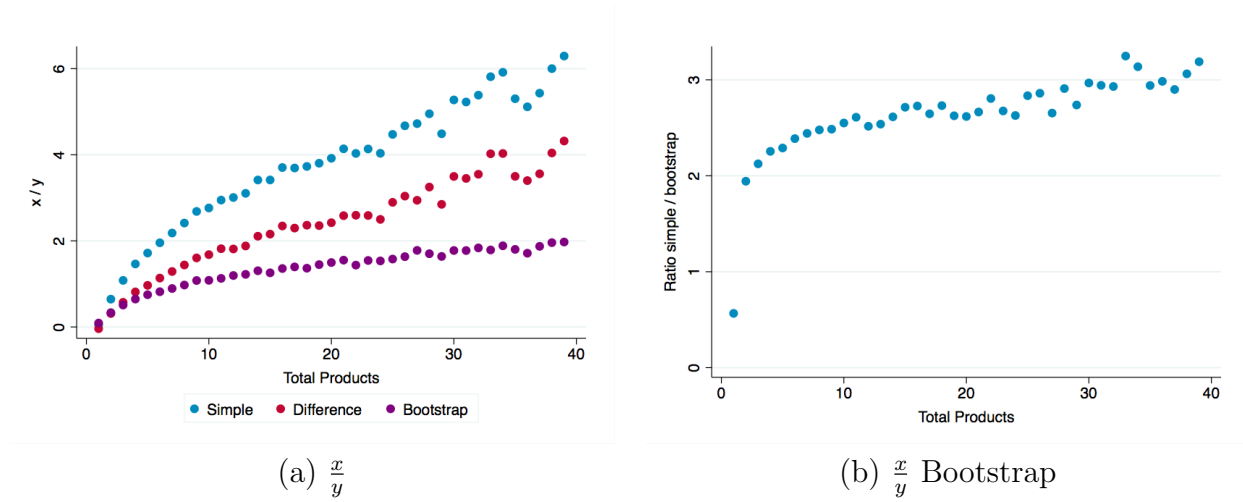 x / y
6
4
2
0
0 10 20 30 40
Total Products
Simple Difference Bootstrap
(a) x/y
Ratio simple / bootstrap
3
2
1
0
0 10 20 30 40
Total Products
(b) x/y Bootstrap